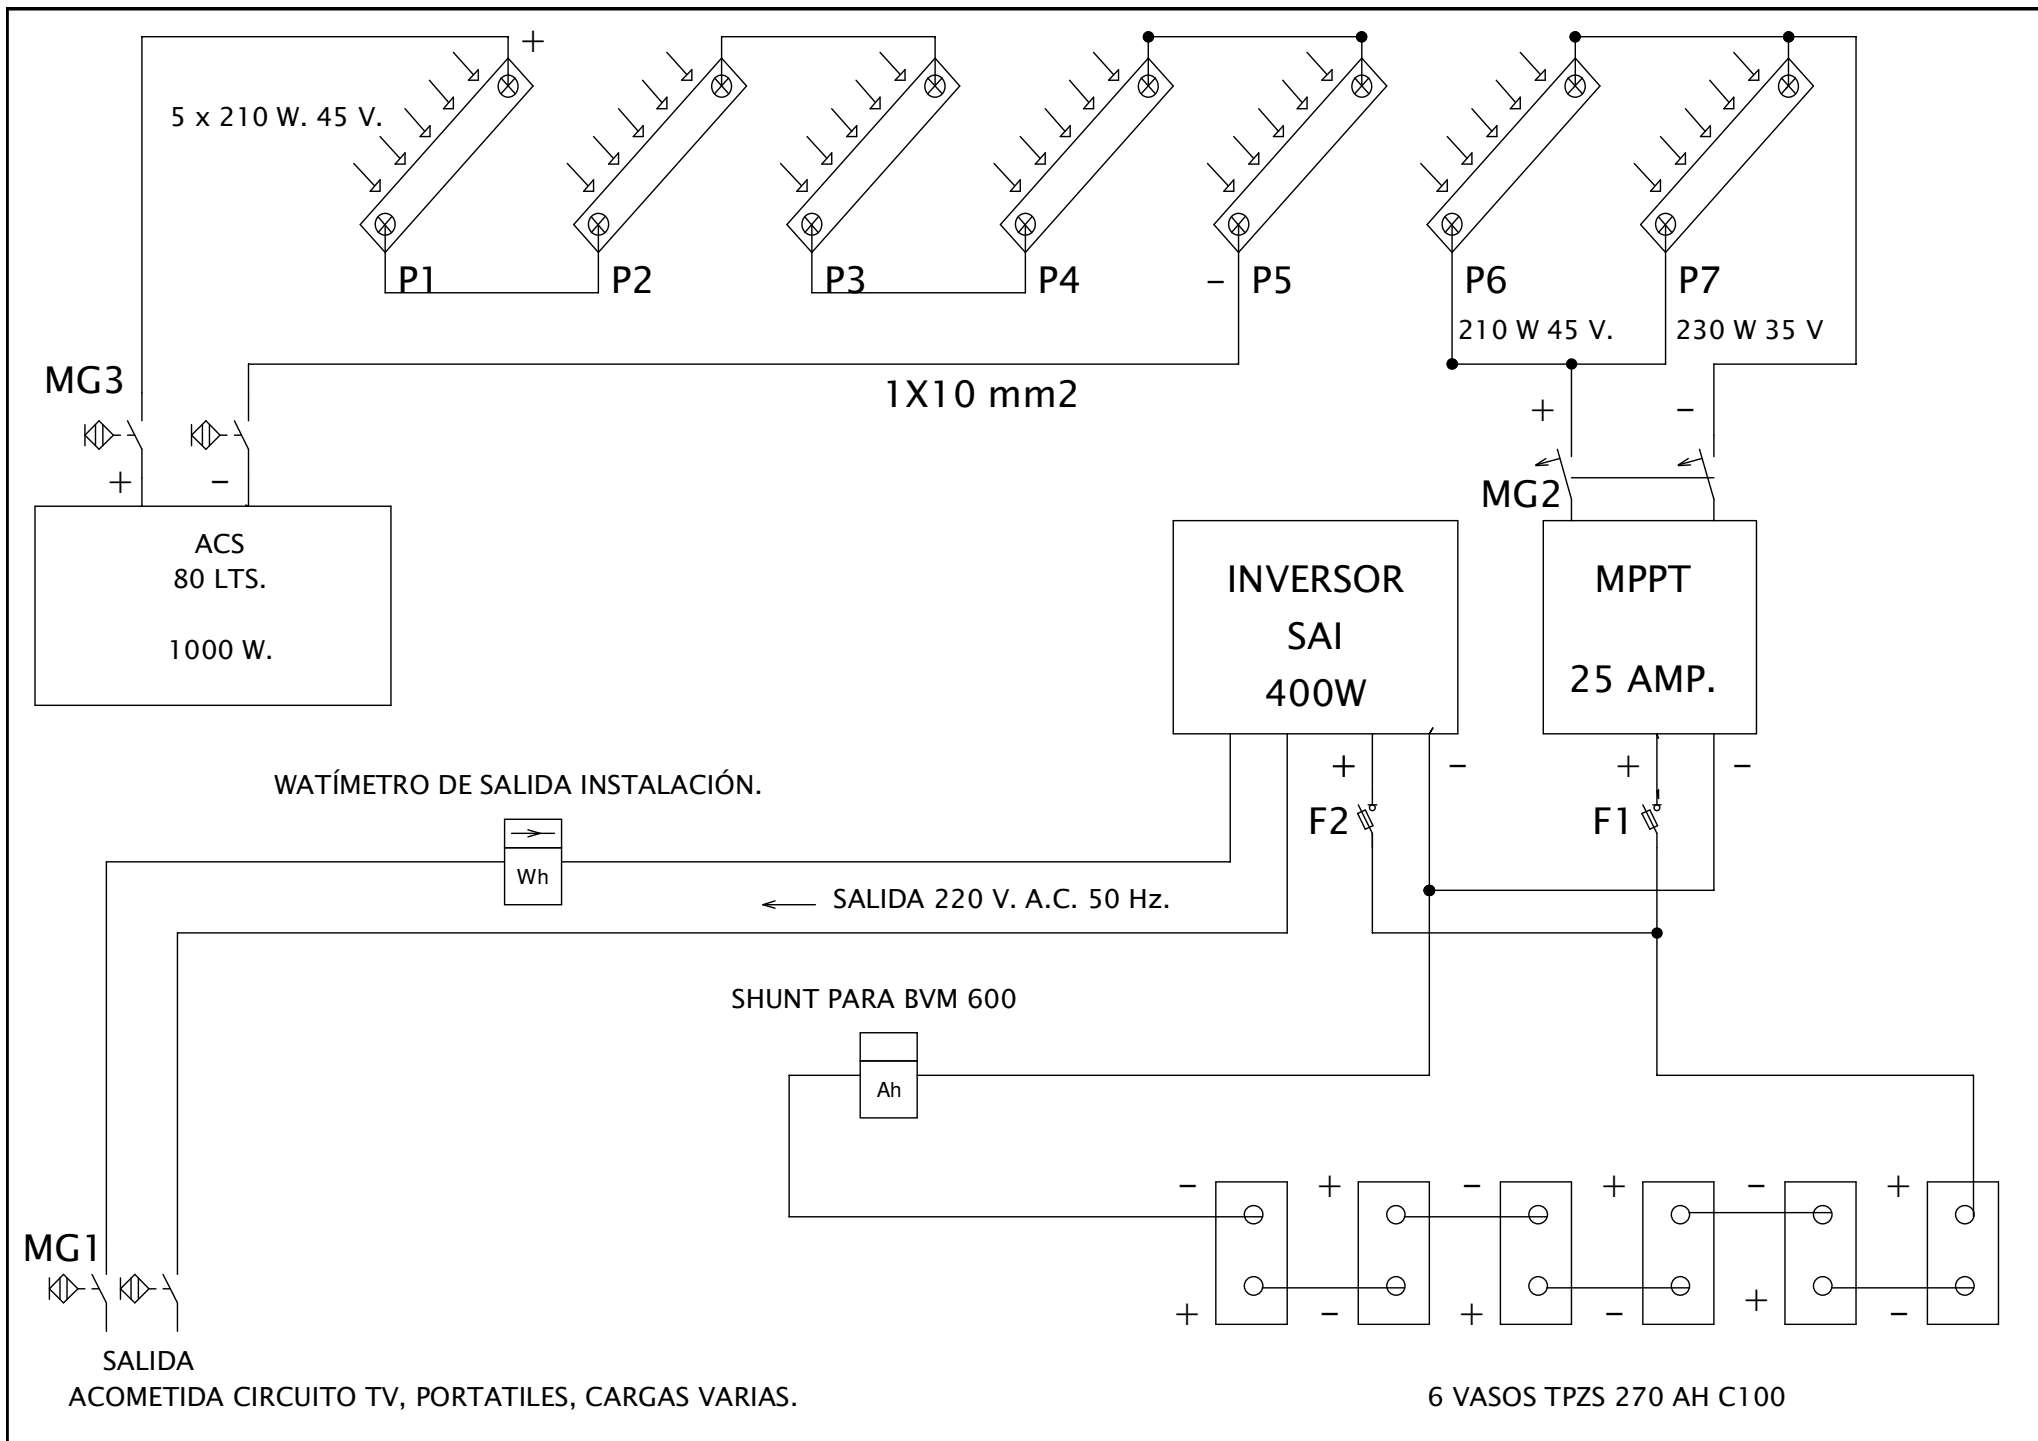 +
5 x 210 W. 45 V.
P1
P2
P3
P4
- P5
P6
P7
210 W 45 V.
230 W 35 V
MG3
1X10 mm2
+
-
+
-
MG2
ACS
80 LTS.
1000 W.
INVERSOR
SAI
400W
MPPT
25 AMP.
+
-
+
-
WATÍMETRO DE SALIDA INSTALACIÓN.
F2
F1
Wh
SALIDA 220 V. A.C. 50 Hz.
SHUNT PARA BVM 600
Ah
- + - + - +
MG1
+ - + - + -
SALIDA
ACOMETIDA CIRCUITO TV, PORTATILES, CARGAS VARIAS.
6 VASOS TPZS 270 AH C100